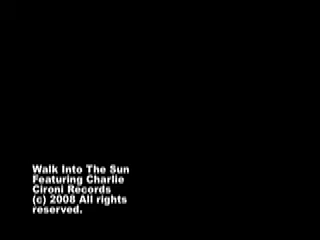 Walk Into The Sun
Featuring Charlie
Cironi Records
(c) 2008 All rights
reserved.